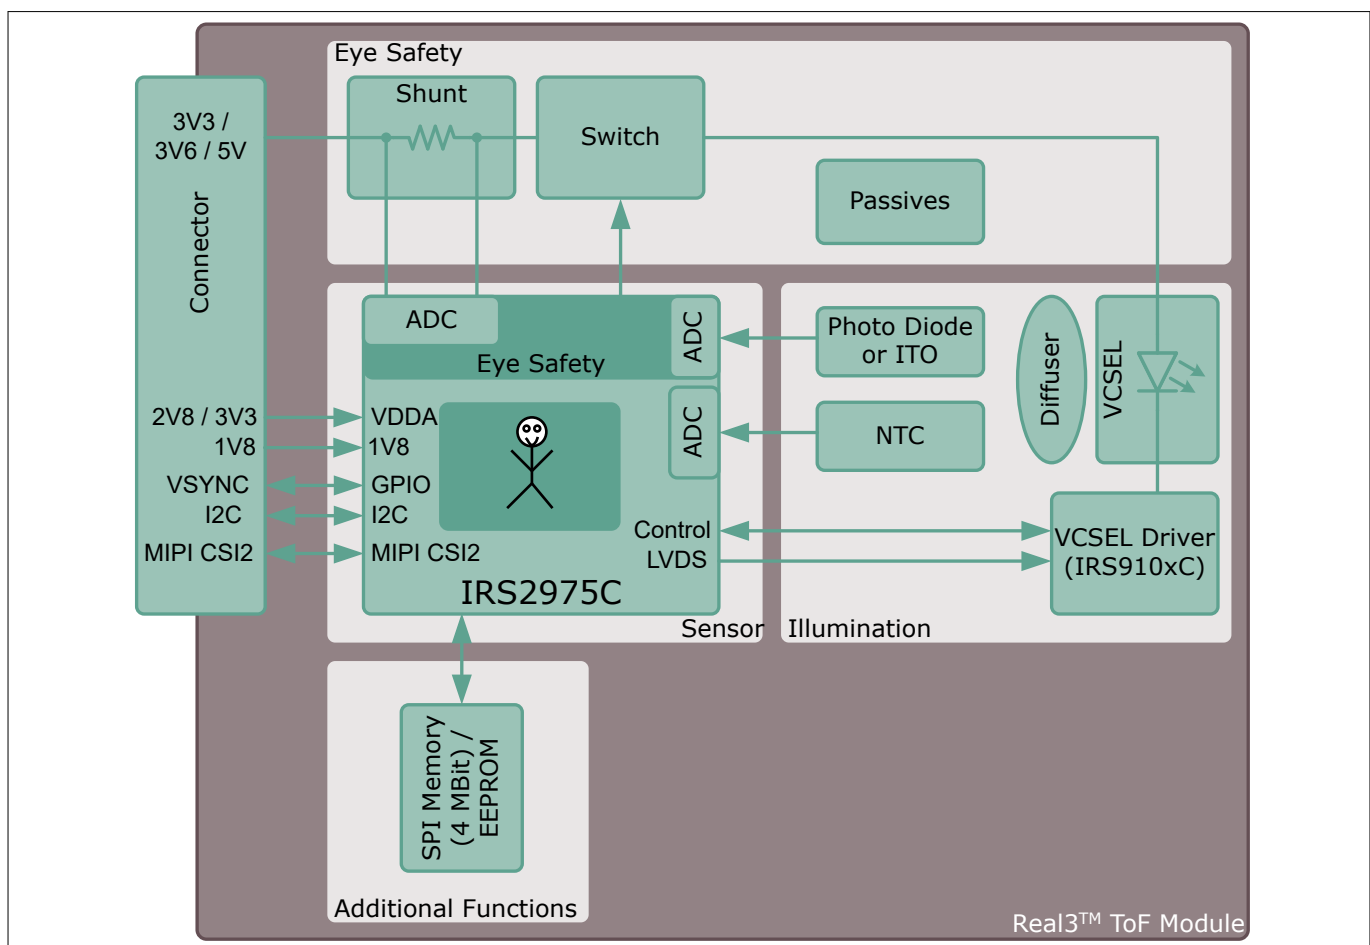 Eye Safety
Shunt
Switch
Passives
3V3 /
3V6 / 5V
Connector
2V8 / 3V3
1V8
VSYNC
I2C
MIPI CSI2
ADC
ADC
Eye Safety
VDDA
1V8
GPIO
I2C
MIPI CSI2
ADC
Control
LVDS
IRS2975C
Sensor
Photo Diode
or ITO
NTC
Diffuser
VCSEL
VCSEL Driver
(IRS910xC)
Illumination
SPI Memory
(4 MBit) /
EEPROM
Additional Functions
Real3™ ToF Module